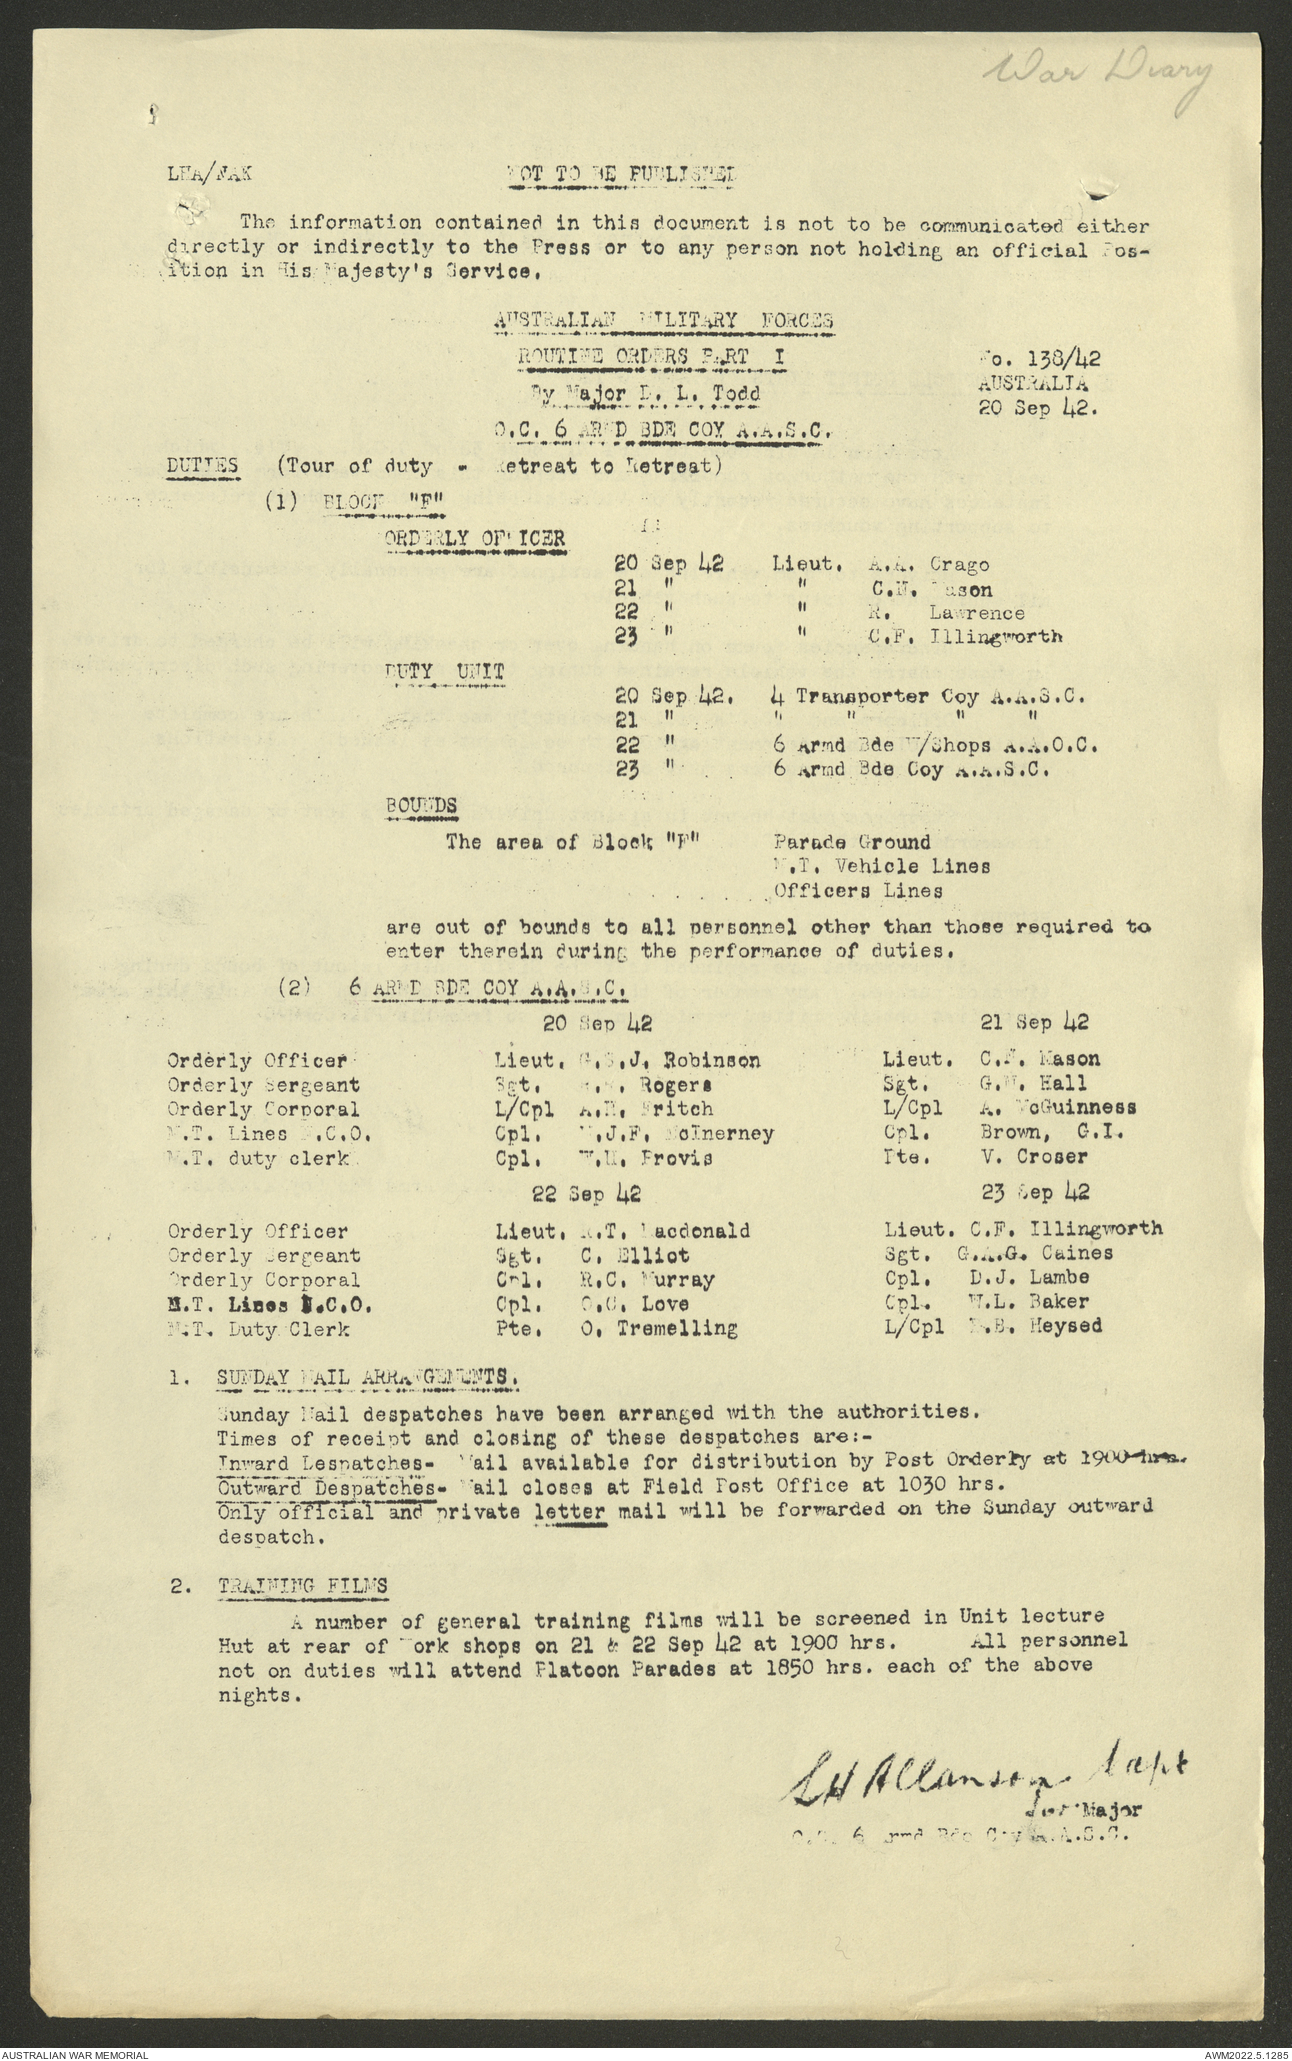 War Diary
LHA/NAK NOT TO BE PUBLISHED
The information contained in this document is not to be communicated either
directly or indirectly to the Press or to any person not holding an official Pos-
ition in His Majesty's Service.
AUSTRALIAN MILITARY FORCES
ROUTINE ORDERS PART I No. 138/42
By Major D. L. Todd AUSTRALIA
20 Sep 42.
O.C. 6 ARMD BDE COY A.A.S.C.
DUTIES (Tour of duty - Retreat to Retreat)
(1) BLOCK "F"
ORDERLY OFFICER
20 Sep 42 Lieut. A.A. Crago
21 " " C.N. Mason
22 " " R. Lawrence
23 " " C.F. Illingworth
DUTY UNIT
20 Sep 42. 4 Transporter Coy A.A.S.C.
21 " " " " "
22 " 6 Armd Bde W/Shops A.A.O.C.
23 " 6 Armd Bde Coy A.A.S.C.
BOUNDS
The area of Block "F" Parade Ground
M.T. Vehicle Lines
Officers Lines
are out of bounds to all personnel other than those required to
enter therein during the performance of duties.
(2) 6 ARMD BDE COY A.A.S.C.
20 Sep 42 21 Sep 42
Orderly Officer Lieut. G.S.J. Robinson Lieut. C.N. Mason
Orderly Sergeant Sgt. Rogers Sgt. G.W. Hall
Orderly Corporal L/Cpl A.H. Fritch L/Cpl A. McGuinness
M.T. Lines N.C.O. Cpl. J.F. McInerney Cpl. Brown, G.I.
M.T. duty clerk Cpl. W.H. Provis Pte. V. Croser
22 Sep 42 23 Sep 42
Orderly Officer Lieut. R.T. Macdonald Lieut. C.F. Illingworth
Orderly Sergeant Sgt. C. Elliot Sgt. G.A.G. Caines
Orderly Corporal Cpl. R.C. Murray Cpl. D.J. Lambe
M.T. Lines N.C.O. Cpl. O.C. Love Cpl. W.L. Baker
M.T. Duty Clerk Pte. O. Tremelling L/Cpl Heysed
1. SUNDAY MAIL ARRANGEMENTS.
Sunday Mail despatches have been arranged with the authorities.
Times of receipt and closing of these despatches are:-
Inward Despatches- Mail available for distribution by Post Orderly at 1900 hrs.
Outward Despatches- Mail closes at Field Post Office at 1030 hrs.
Only official and private letter mail will be forwarded on the Sunday outward
despatch.
2. TRAINING FILMS
A number of general training films will be screened in Unit lecture
Hut at rear of Work shops on 21 & 22 Sep 42 at 1900 hrs. All personnel
not on duties will attend Platoon Parades at 1850 hrs. each of the above
nights.
LH Allanson Capt
for Major
O.C. 6 Armd Bde Coy A.A.S.C.
AUSTRALIAN WAR MEMORIAL AWM2022.5.1285